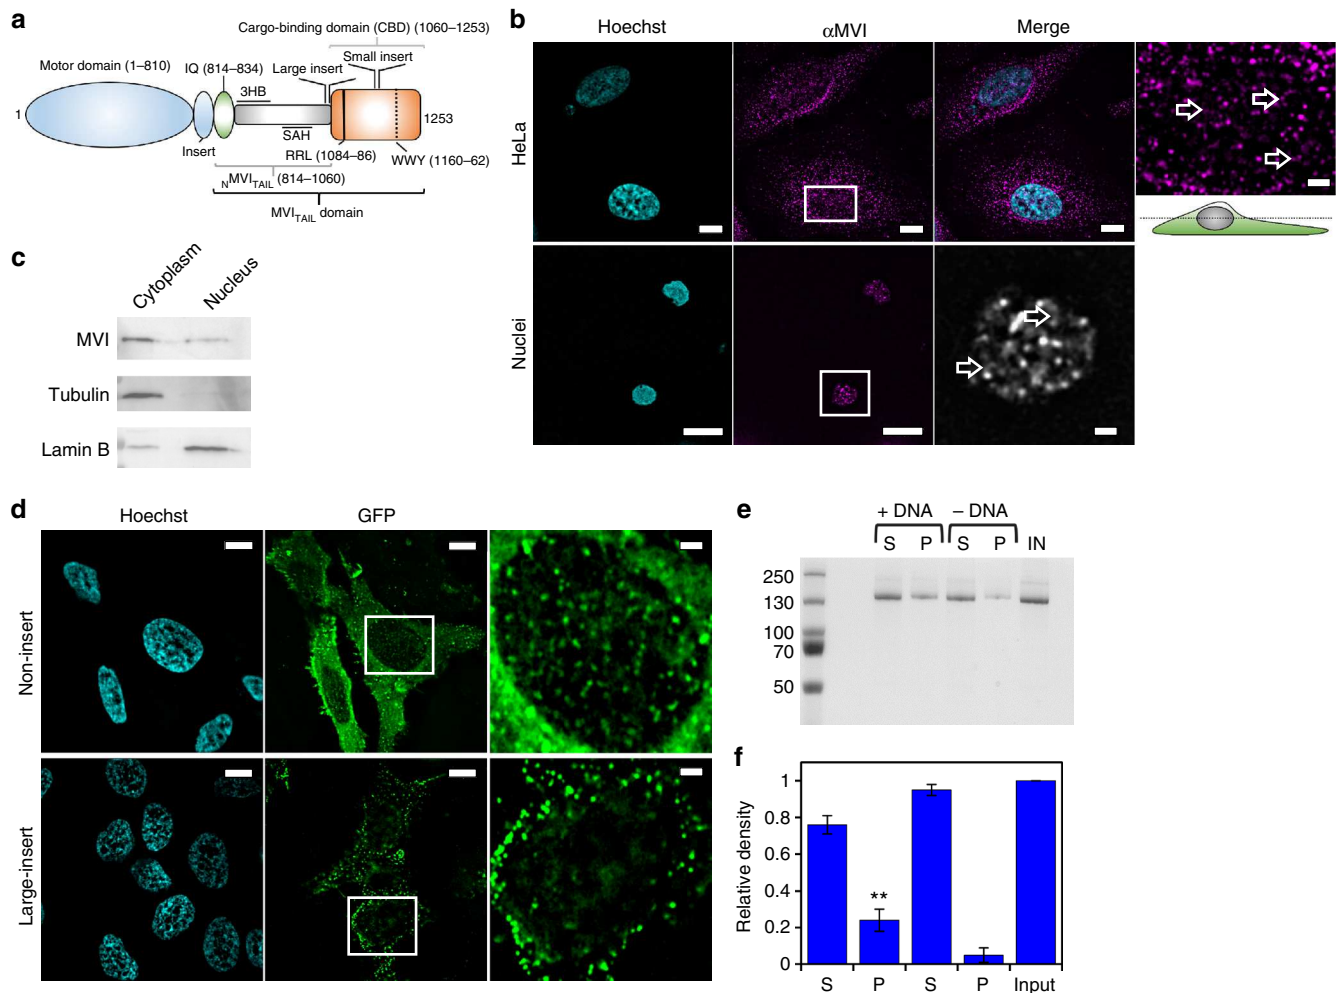 a
Cargo-binding domain (CBD) (1060–1253)
Small insert
Motor domain (1–810)
IQ (814–834)
Large insert
3HB
1
1253
SAH
Insert
RRL (1084–86)
WWY (1160–62)
NMVITAIL (814–1060)
MVITAIL domain
b
Hoechst
αMVI
Merge
HeLa
Nuclei
c
Cytoplasm
Nucleus
MVI
Tubulin
Lamin B
d
Hoechst
GFP
Non-insert
Large-insert
e
+ DNA
– DNA
S
P
S
P
IN
250
130
100
70
50
f
Relative density
1
0.8
0.6
0.4
0.2
0
**
S
P
S
P
Input